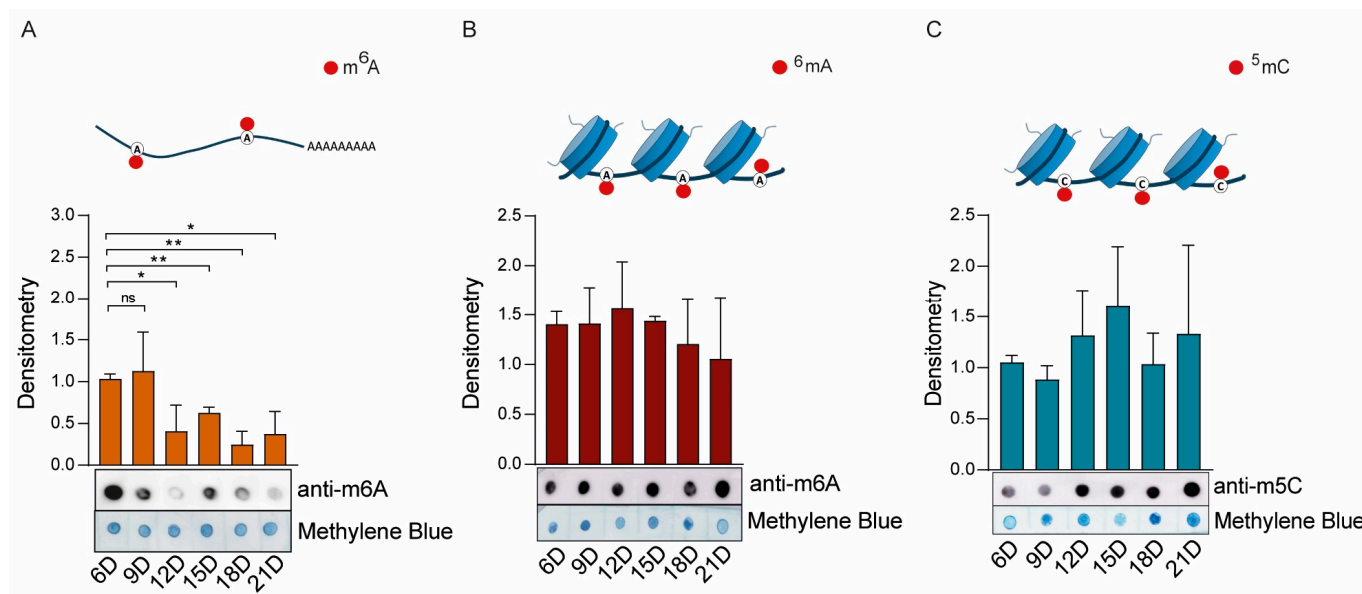 A
m⁶A
A
A
AAAAAAAAA
Densitometry
3.0
2.5
2.0
1.5
1.0
0.5
0.0
*
**
**
*
ns
anti-m6A
Methylene Blue
6D 9D 12D 15D 18D 21D
B
⁶mA
A
A
A
Densitometry
2.5
2.0
1.5
1.0
0.5
0.0
anti-m6A
Methylene Blue
6D 9D 12D 15D 18D 21D
C
⁵mC
C
C
C
Densitometry
2.5
2.0
1.5
1.0
0.5
0.0
anti-m5C
Methylene Blue
6D 9D 12D 15D 18D 21D